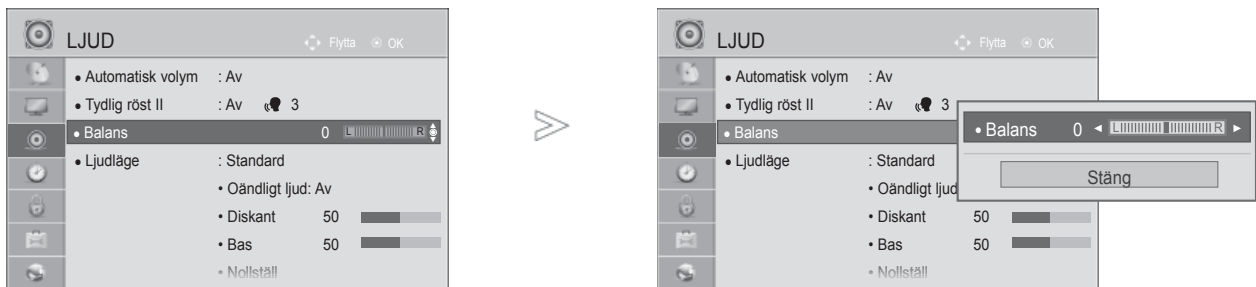 LJUD Flytta OK
• Automatisk volym : Av
• Tydlig röst II : Av 3
• Balans 0 L R
• Ljudläge : Standard
• Oändligt ljud: Av
• Diskant 50
• Bas 50
• Nollställ
LJUD Flytta OK
• Automatisk volym : Av
• Tydlig röst II : Av 3
• Balans
• Ljudläge : Standard
• Oändligt ljud
• Diskant 50
• Bas 50
• Nollställ
• Balans 0 ◄ L R ►
Stäng